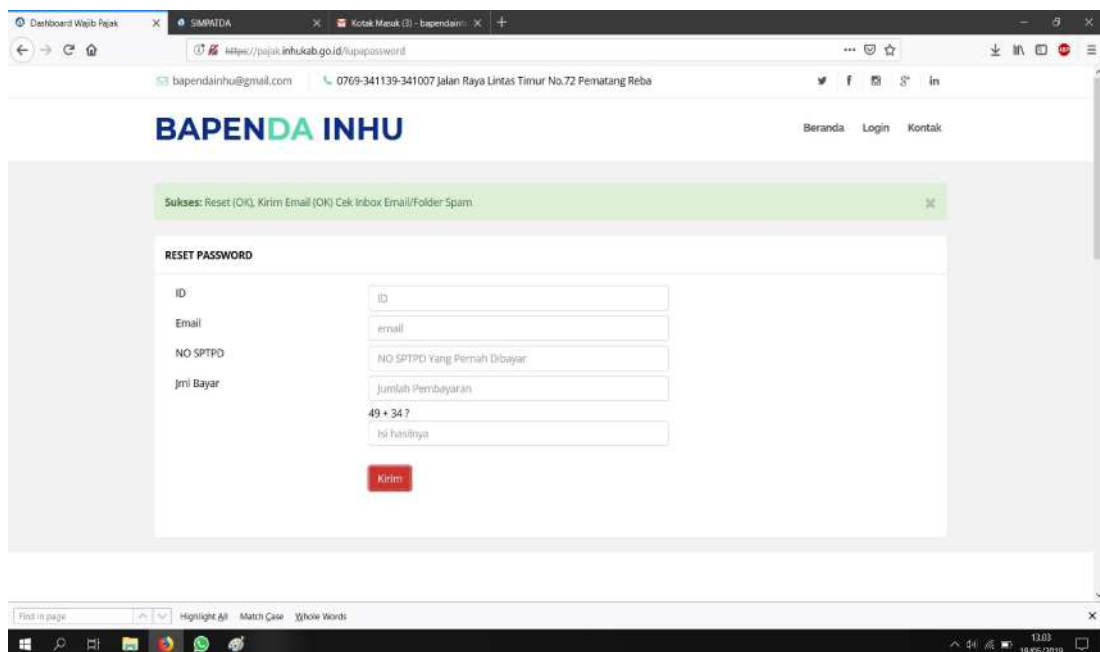 Dashboard Wajib Pajak
SIMPATDA
Kotak Masuk (3) - bapendainh
https://pajak.inhukab.go.id/lupapassword
bapendainhu@gmail.com
0769-341139-341007 Jalan Raya Lintas Timur No.72 Pematang Reba
BAPENDA INHU
Beranda Login Kontak
Sukses: Reset (OK), Kirim Email (OK) Cek Inbox Email/Folder Spam
RESET PASSWORD
ID
ID
Email
email
NO SPTPD
NO SPTPD Yang Pernah Dibayar
Jml Bayar
Jumlah Pembayaran
49 + 34 ?
Isi hasilnya
Kirim
Find in page
Highlight All Match Case Whole Words
13.03
18/05/2019